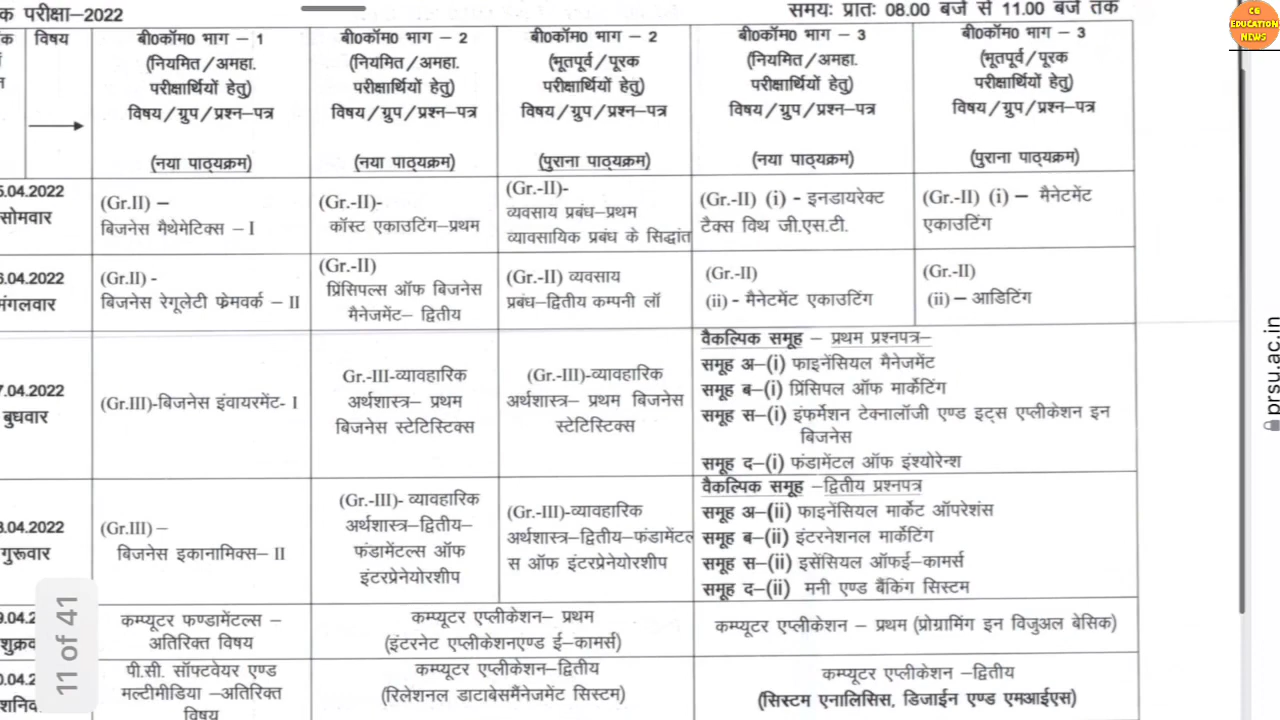 क परीक्षा–2022
समयः प्रातः 08.00 बजे से 11.00 बजे तक
CG
EDUCATION
NEWS
विषय
बी0कॉम0 भाग – 1
(नियमित/अमहा.
परीक्षार्थियों हेतु)
विषय/ग्रुप/प्रश्न–पत्र
(नया पाठ्यक्रम)
बी0कॉम0 भाग – 2
(नियमित/अमहा.
परीक्षार्थियों हेतु)
विषय/ग्रुप/प्रश्न–पत्र
(नया पाठ्यक्रम)
बी0कॉम0 भाग – 2
(भूतपूर्व/पूरक
परीक्षार्थियों हेतु)
विषय/ग्रुप/प्रश्न–पत्र
(पुराना पाठ्यक्रम)
बी0कॉम0 भाग – 3
(नियमित/अमहा.
परीक्षार्थियों हेतु)
विषय/ग्रुप/प्रश्न–पत्र
(नया पाठ्यक्रम)
बी0कॉम0 भाग – 3
(भूतपूर्व/पूरक
परीक्षार्थियों हेतु)
विषय/ग्रुप/प्रश्न–पत्र
(पुराना पाठ्यक्रम)
5.04.2022
सोमवार
(Gr.II) –
बिजनेस मैथेमेटिक्स – I
(Gr.-II)-
कॉस्ट एकाउटिंग–प्रथम
(Gr.-II)-
व्यवसाय प्रबंध–प्रथम
व्यावसायिक प्रबंध के सिद्धांत
(Gr.-II) (i) - इनडायरेक्ट
टैक्स विथ जी.एस.टी.
(Gr.-II) (i) – मैनेटमेंट
एकाउटिंग
6.04.2022
मंगलवार
(Gr.II) -
बिजनेस रेगूलेटी फ्रेमवर्क – II
(Gr.-II)
प्रिंसिपल्स ऑफ बिजनेस
मैनेजमेंट– द्वितीय
(Gr.-II) व्यवसाय
प्रबंध–द्वितीय कम्पनी लॉ
(Gr.-II)
(ii) - मैनेटमेंट एकाउटिंग
(Gr.-II)
(ii) – आडिटिंग
7.04.2022
बुधवार
(Gr.III)-बिजनेस इंवायरमेंट- I
Gr.-III-व्यावहारिक
अर्थशास्त्र– प्रथम
बिजनेस स्टेटिस्टिक्स
(Gr.-III)-व्यावहारिक
अर्थशास्त्र– प्रथम बिजनेस
स्टेटिस्टिक्स
वैकल्पिक समूह – प्रथम प्रश्नपत्र–
समूह अ–(i) फाइनेंसियल मैनेजमेंट
समूह ब–(i) प्रिंसिपल ऑफ मार्केटिंग
समूह स–(i) इंफर्मेशन टेक्नालॉजी एण्ड इट्स एप्लीकेशन इन
बिजनेस
समूह द–(i) फंडामेंटल ऑफ इंश्योरेन्श
8.04.2022
गुरूवार
(Gr.III) –
बिजनेस इकानामिक्स– II
(Gr.-III)- व्यावहारिक
अर्थशास्त्र–द्वितीय–
फंडामेंटल्स ऑफ
इंटरप्रेनेयोरशीप
(Gr.-III)-व्यावहारिक
अर्थशास्त्र–द्वितीय–फंडामेंटल
स ऑफ इंटरप्रेनेयोरशीप
वैकल्पिक समूह –द्वितीय प्रश्नपत्र
समूह अ–(ii) फाइनेंसियल मार्केट ऑपरेशंस
समूह ब–(ii) इंटरनेशनल मार्केटिंग
समूह स–(ii) इसेंसियल ऑफई–कामर्स
समूह द–(ii) मनी एण्ड बैंकिंग सिस्टम
9.04.2
शुक्रव
कम्प्यूटर फण्डामेंटल्स –
अतिरिक्त विषय
कम्प्यूटर एप्लीकेशन– प्रथम
(इंटरनेट एप्लीकेशनएण्ड ई–कामर्स)
कम्प्यूटर एप्लीकेशन – प्रथम (प्रोग्रामिंग इन विजुअल बेसिक)
0.04.2
शनिव
पी.सी. सॉफ्टवेयर एण्ड
मल्टीमीडिया –अतिरिक्त
विषय
कम्प्यूटर एप्लीकेशन–द्वितीय
(रिलेशनल डाटाबेसमैंनेजमेंट सिस्टम)
कम्प्यूटर एप्लीकेशन –द्वितीय
(सिस्टम एनालिसिस, डिजाईन एण्ड एमआईएस)
11 of 41
prsu.ac.in